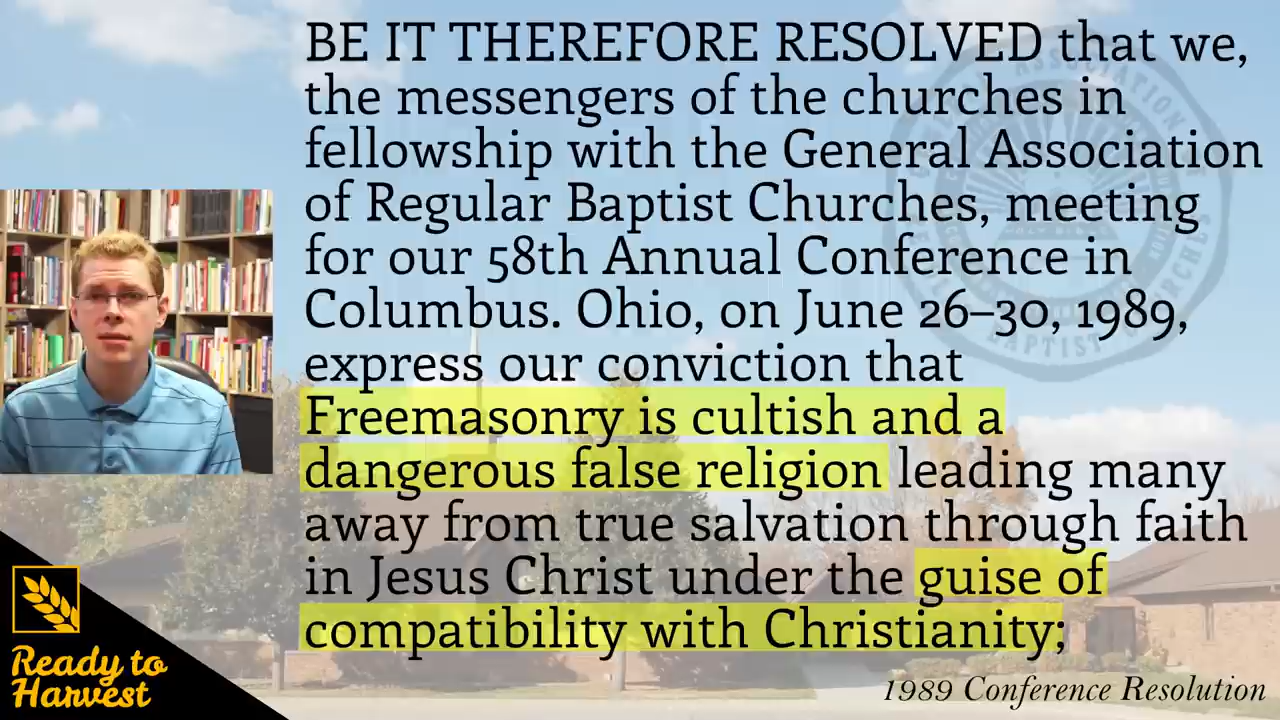 BE IT THEREFORE RESOLVED that we,
the messengers of the churches in
fellowship with the General Association
of Regular Baptist Churches, meeting
for our 58th Annual Conference in
Columbus. Ohio, on June 26–30, 1989,
express our conviction that
Freemasonry is cultish and a
dangerous false religion leading many
away from true salvation through faith
in Jesus Christ under the guise of
compatibility with Christianity;
1989 Conference Resolution
Ready to
Harvest